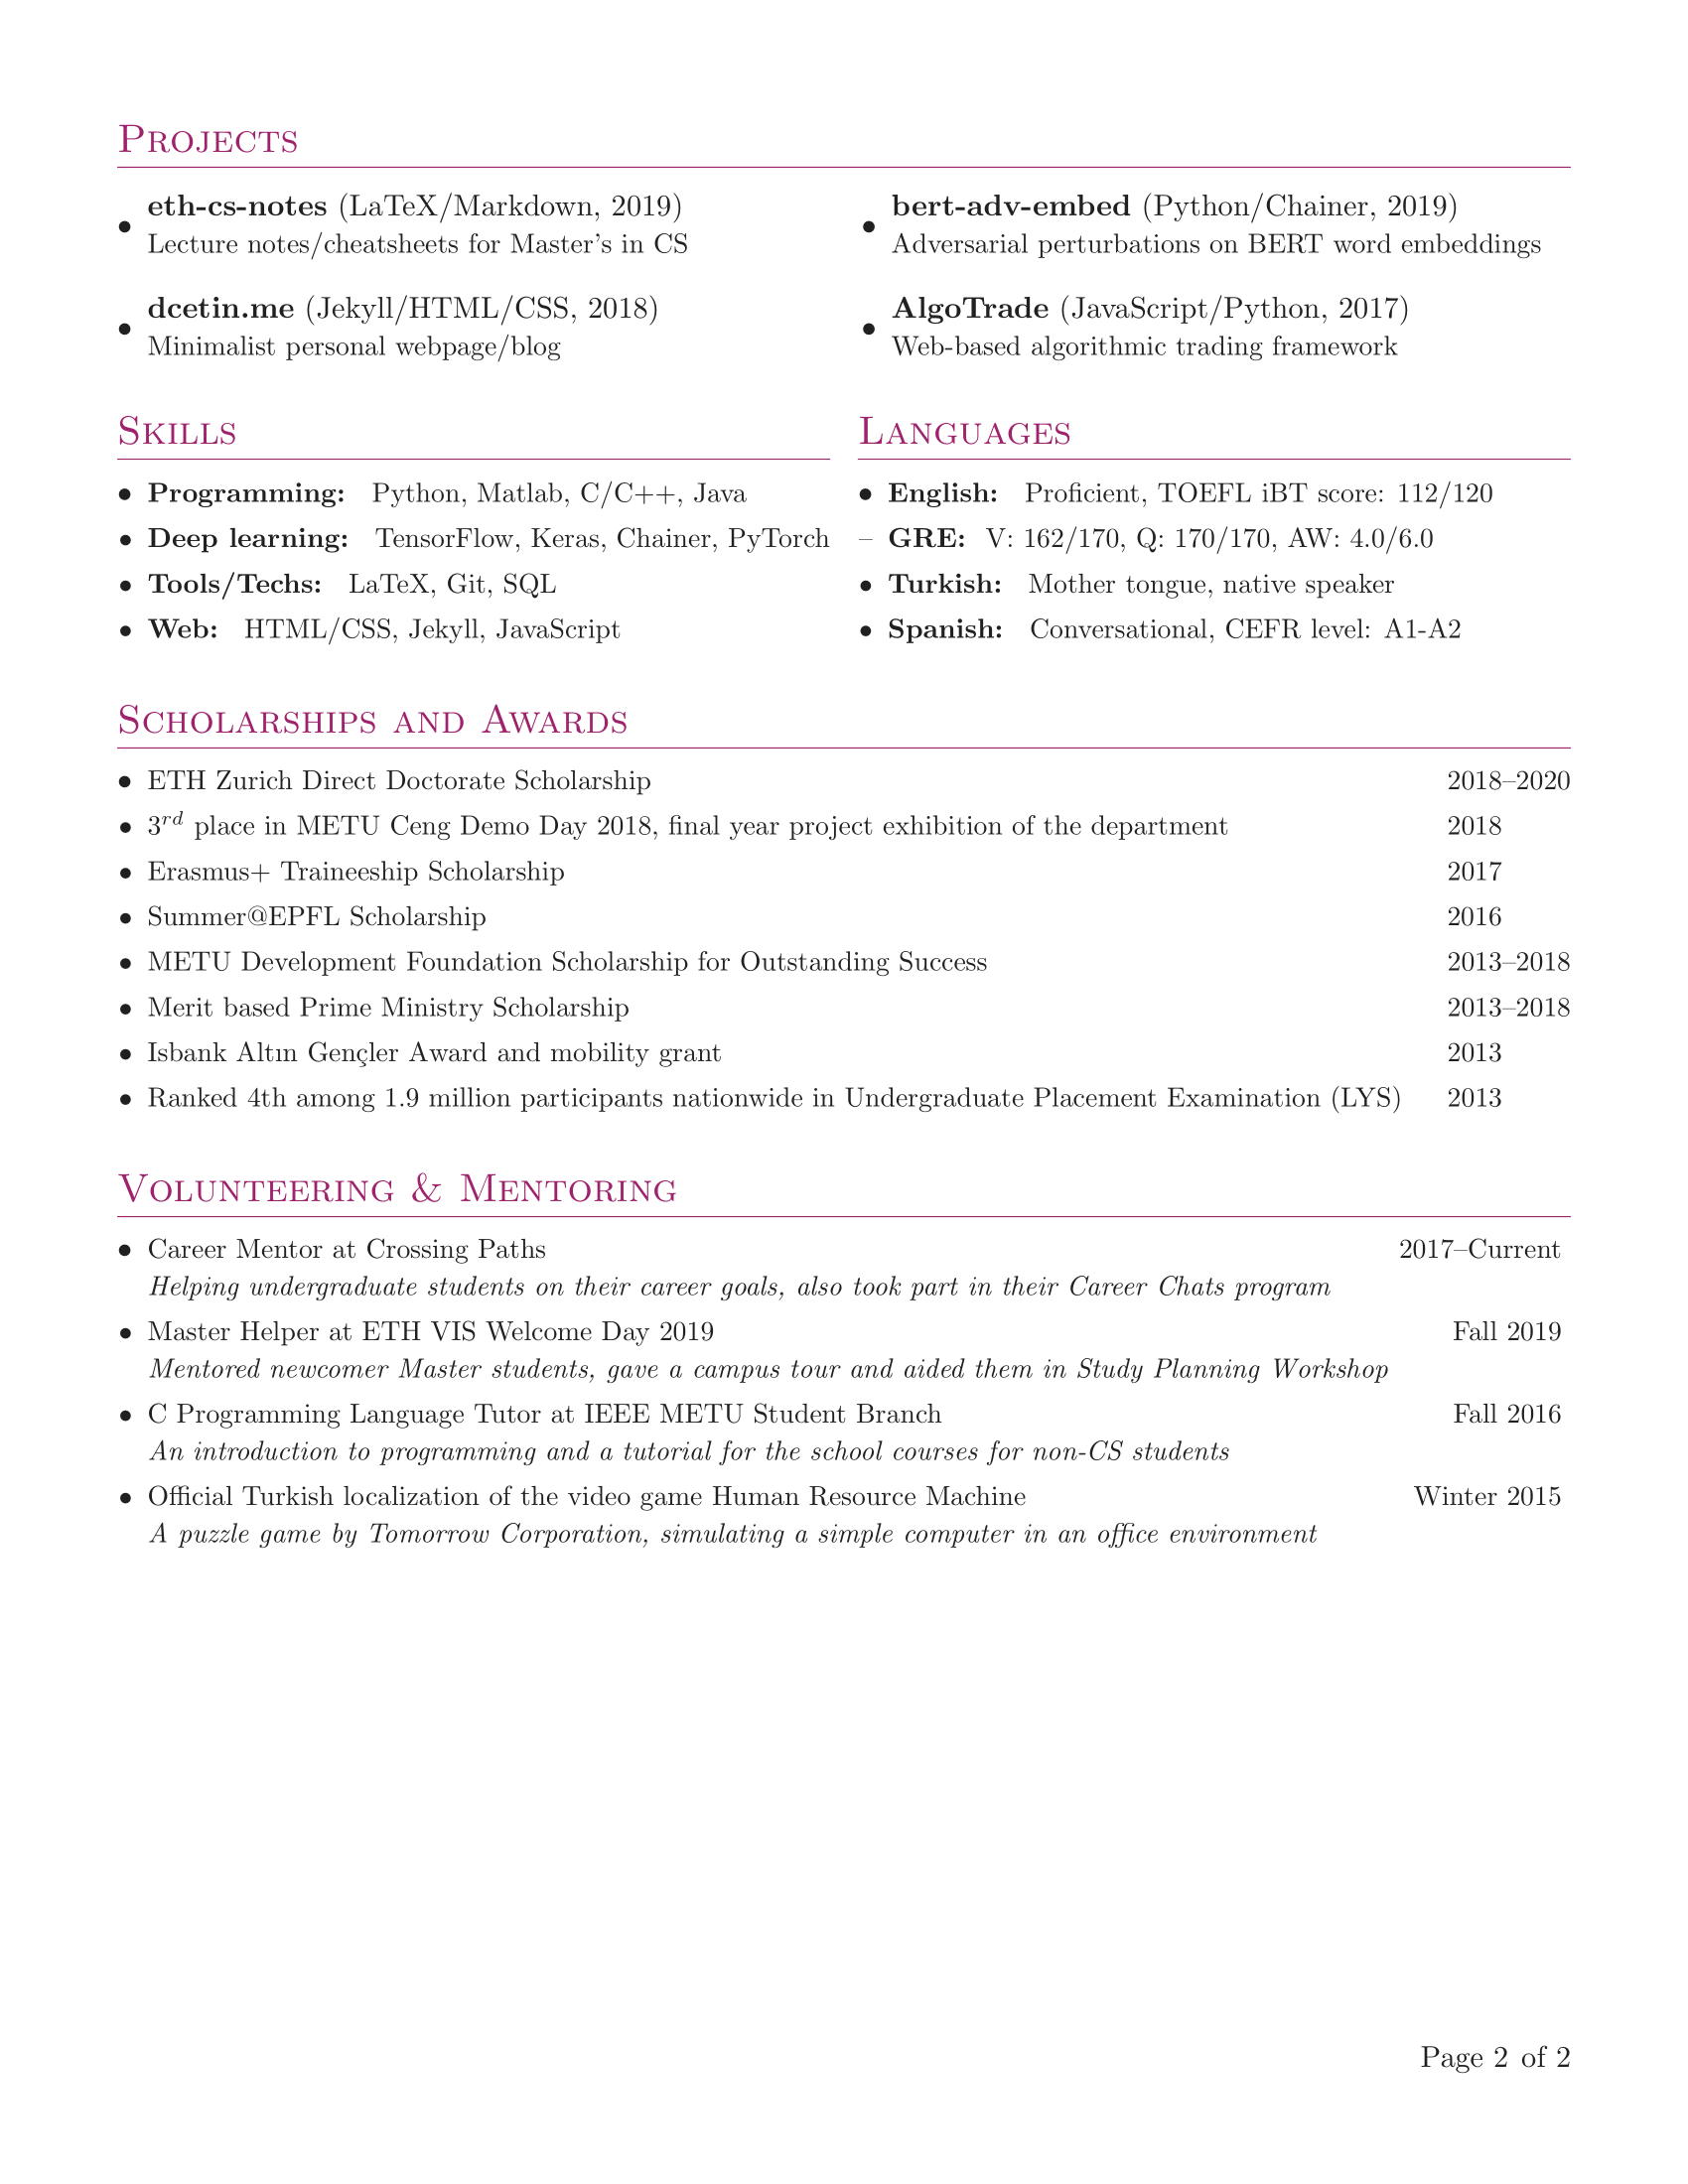 Projects
• eth-cs-notes (LaTeX/Markdown, 2019)
Lecture notes/cheatsheets for Master's in CS
• bert-adv-embed (Python/Chainer, 2019)
Adversarial perturbations on BERT word embeddings
• dcetin.me (Jekyll/HTML/CSS, 2018)
Minimalist personal webpage/blog
• AlgoTrade (JavaScript/Python, 2017)
Web-based algorithmic trading framework
Skills
• Programming: Python, Matlab, C/C++, Java
• Deep learning: TensorFlow, Keras, Chainer, PyTorch
• Tools/Techs: LaTeX, Git, SQL
• Web: HTML/CSS, Jekyll, JavaScript
Languages
• English: Proficient, TOEFL iBT score: 112/120
– GRE: V: 162/170, Q: 170/170, AW: 4.0/6.0
• Turkish: Mother tongue, native speaker
• Spanish: Conversational, CEFR level: A1-A2
Scholarships and Awards
• ETH Zurich Direct Doctorate Scholarship 2018–2020
• 3rd place in METU Ceng Demo Day 2018, final year project exhibition of the department 2018
• Erasmus+ Traineeship Scholarship 2017
• Summer@EPFL Scholarship 2016
• METU Development Foundation Scholarship for Outstanding Success 2013–2018
• Merit based Prime Ministry Scholarship 2013–2018
• Isbank Altın Gençler Award and mobility grant 2013
• Ranked 4th among 1.9 million participants nationwide in Undergraduate Placement Examination (LYS) 2013
Volunteering & Mentoring
• Career Mentor at Crossing Paths 2017–Current
Helping undergraduate students on their career goals, also took part in their Career Chats program
• Master Helper at ETH VIS Welcome Day 2019 Fall 2019
Mentored newcomer Master students, gave a campus tour and aided them in Study Planning Workshop
• C Programming Language Tutor at IEEE METU Student Branch Fall 2016
An introduction to programming and a tutorial for the school courses for non-CS students
• Official Turkish localization of the video game Human Resource Machine Winter 2015
A puzzle game by Tomorrow Corporation, simulating a simple computer in an office environment
Page 2 of 2